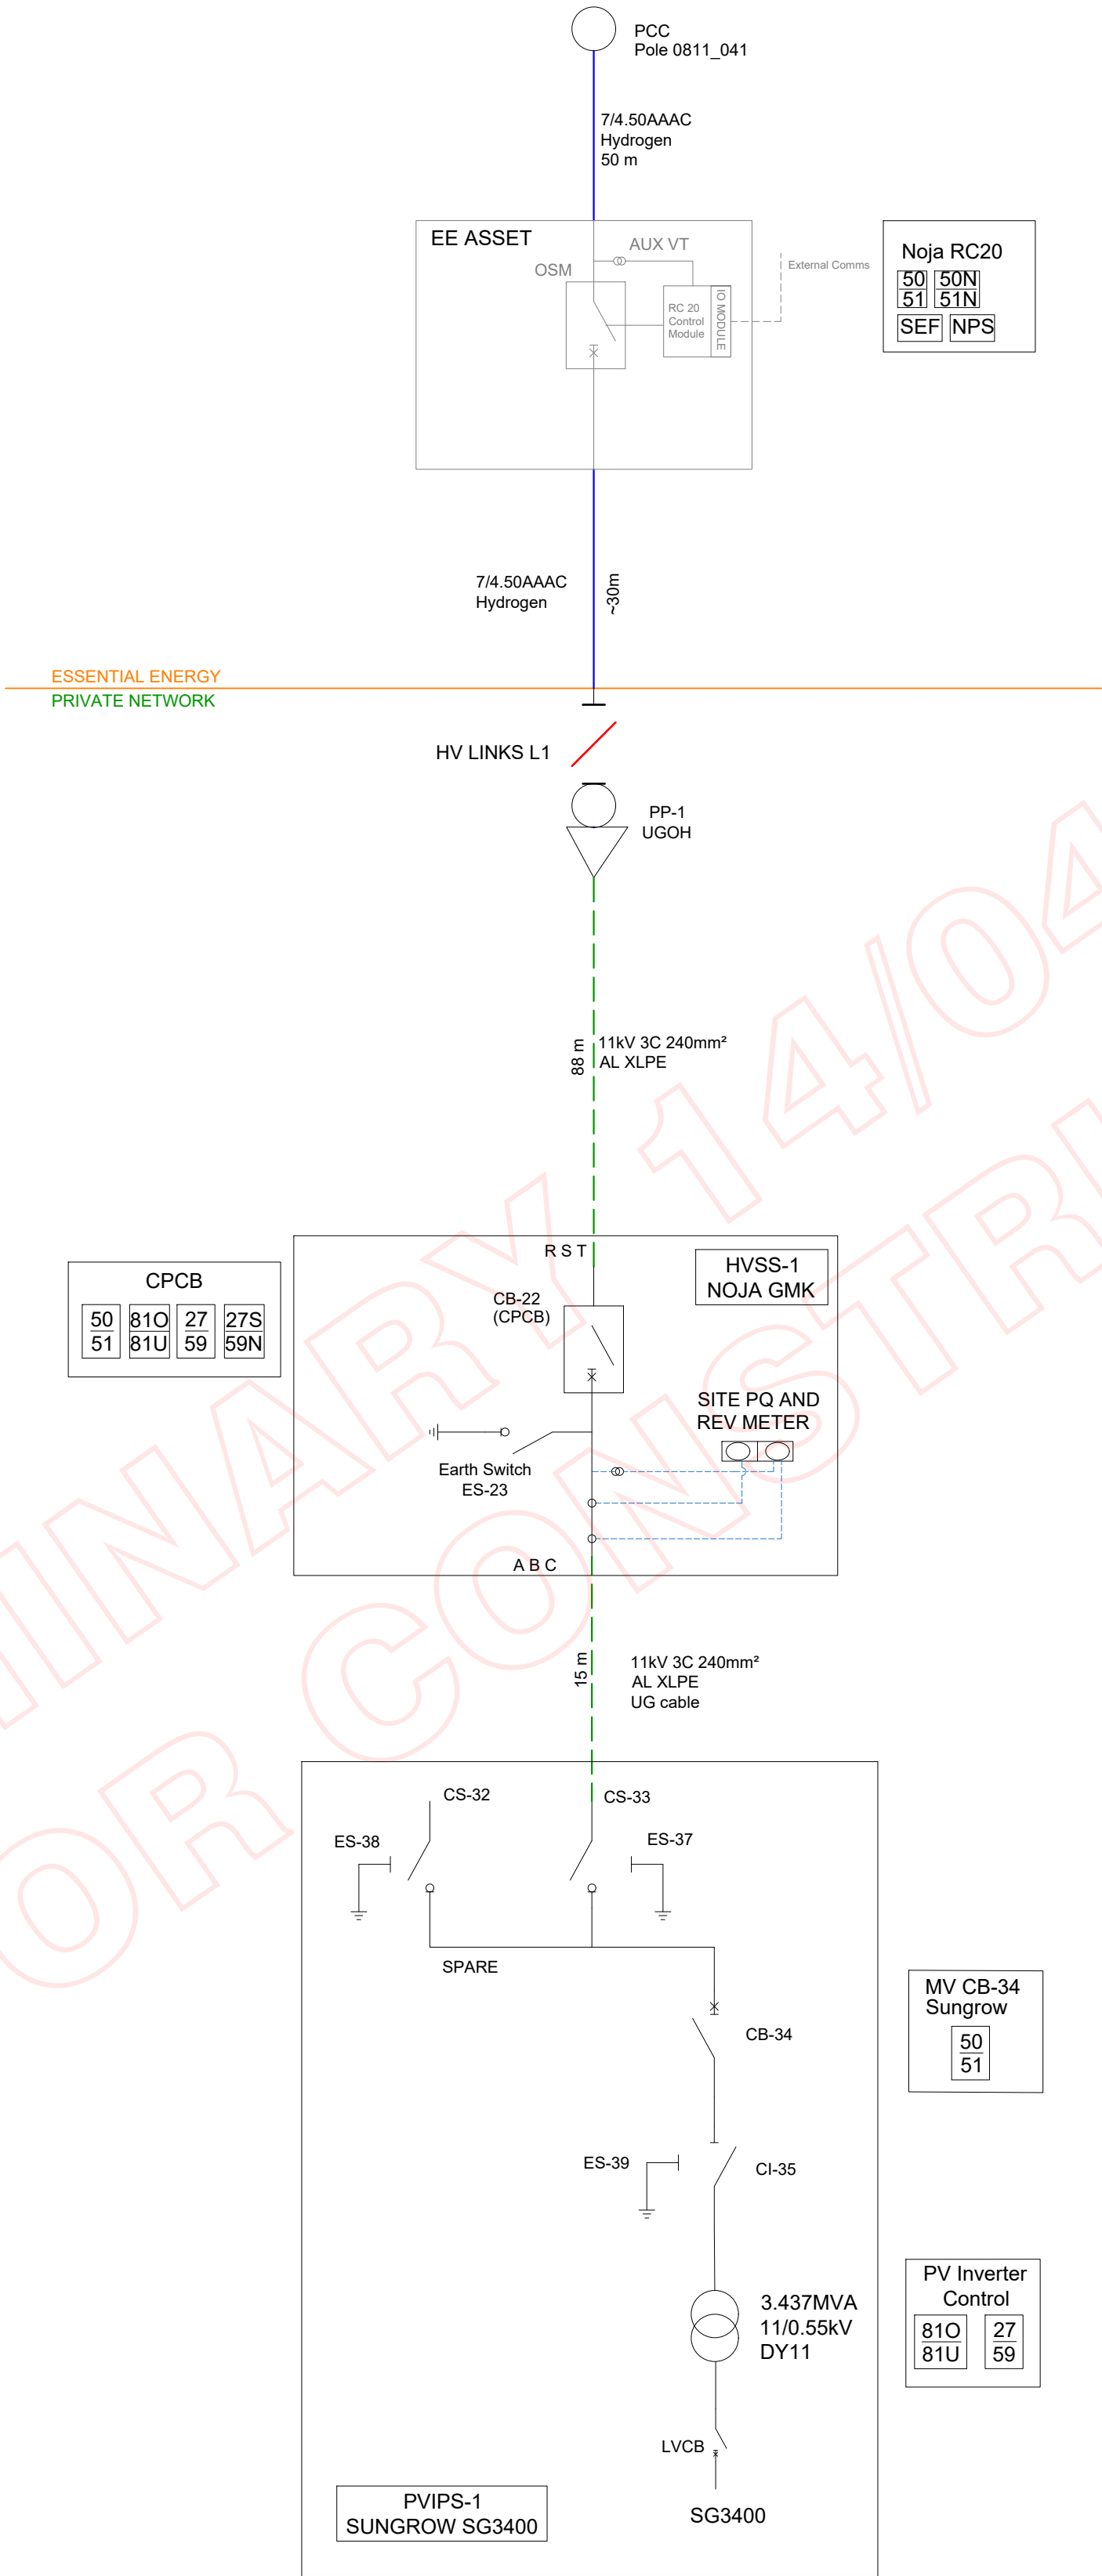 PCC
Pole 0811_041
7/4.50AAAC
Hydrogen
50 m
EE ASSET
AUX VT
OSM
RC 20
Control
Module
IO MODULE
External Comms
Noja RC20
50
51
50N
51N
SEF
NPS
7/4.50AAAC
Hydrogen
~30m
ESSENTIAL ENERGY
PRIVATE NETWORK
HV LINKS L1
PP-1
UGOH
88 m
11kV 3C 240mm²
AL XLPE
R S T
HVSS-1
NOJA GMK
CPCB
50
51
81O
81U
27
59
27S
59N
CB-22
(CPCB)
SITE PQ AND
REV METER
Earth Switch
ES-23
A B C
15 m
11kV 3C 240mm²
AL XLPE
UG cable
CS-32
CS-33
ES-38
ES-37
SPARE
MV CB-34
Sungrow
50
51
CB-34
ES-39
CI-35
3.437MVA
11/0.55kV
DY11
PV Inverter
Control
81O
81U
27
59
LVCB
PVIPS-1
SUNGROW SG3400
SG3400
INARY 14/04
OR CONSTR